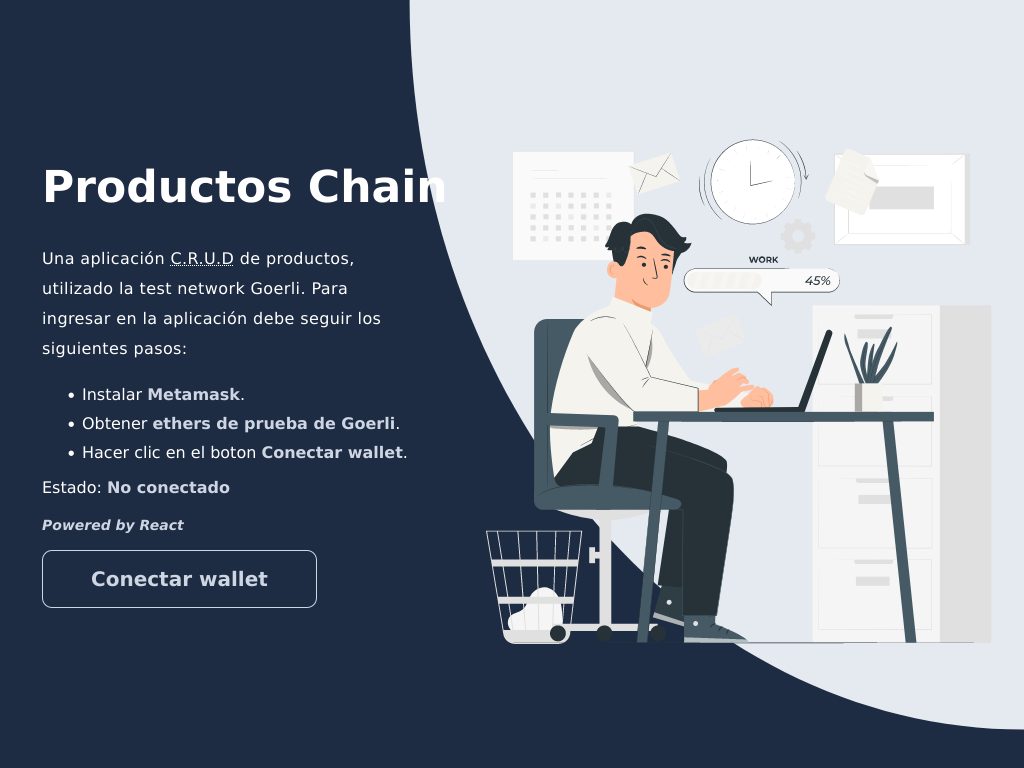 Productos Chain
Una aplicación C.R.U.D de productos,
utilizado la test network Goerli. Para
ingresar en la aplicación debe seguir los
siguientes pasos:
• Instalar Metamask.
• Obtener ethers de prueba de Goerli.
• Hacer clic en el boton Conectar wallet.
Estado: No conectado
Powered by React
Conectar wallet
WORK
45%